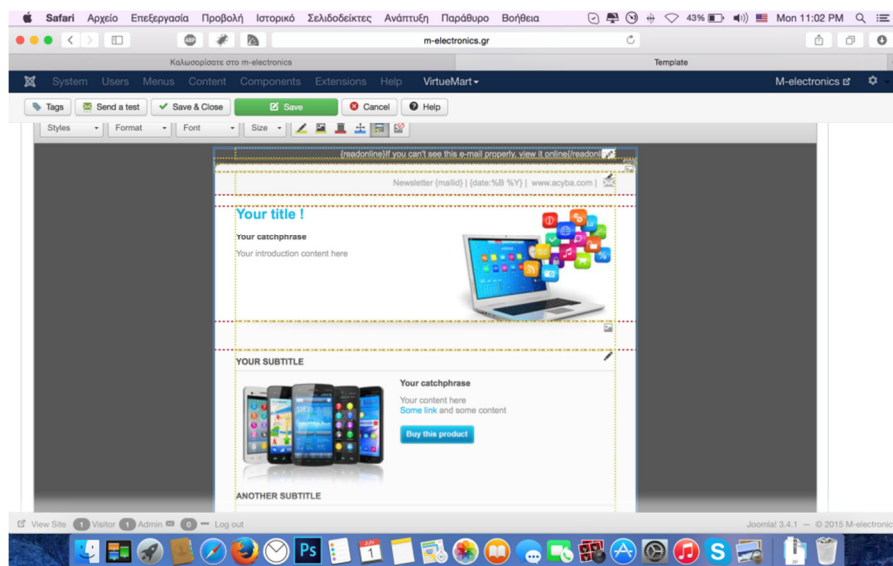 Safari Αρχείο Επεξεργασία Προβολή Ιστορικό Σελιδοδείκτες Ανάπτυξη Παράθυρο Βοήθεια 43% Mon 11:02 PM
ABP m-electronics.gr
Καλωσορίσατε στο m-electronics Template
System Users Menus Content Components Extensions Help VirtueMart M-electronics
Tags Send a test Save & Close Save Cancel Help
Styles Format Font Size
{readonline}If you can't see this e-mail properly, view it online{/readonl
Newsletter {mailid} | {date:%B %Y} | www.acyba.com |
Your title !
Your catchphrase
Your introduction content here
YOUR SUBTITLE
Your catchphrase
Your content here
Some link and some content
Buy this product
ANOTHER SUBTITLE
View Site 1 Visitor 1 Admin 0 Log out Joomla! 3.4.1 — © 2015 M-electronic
Ps JUN 1 S